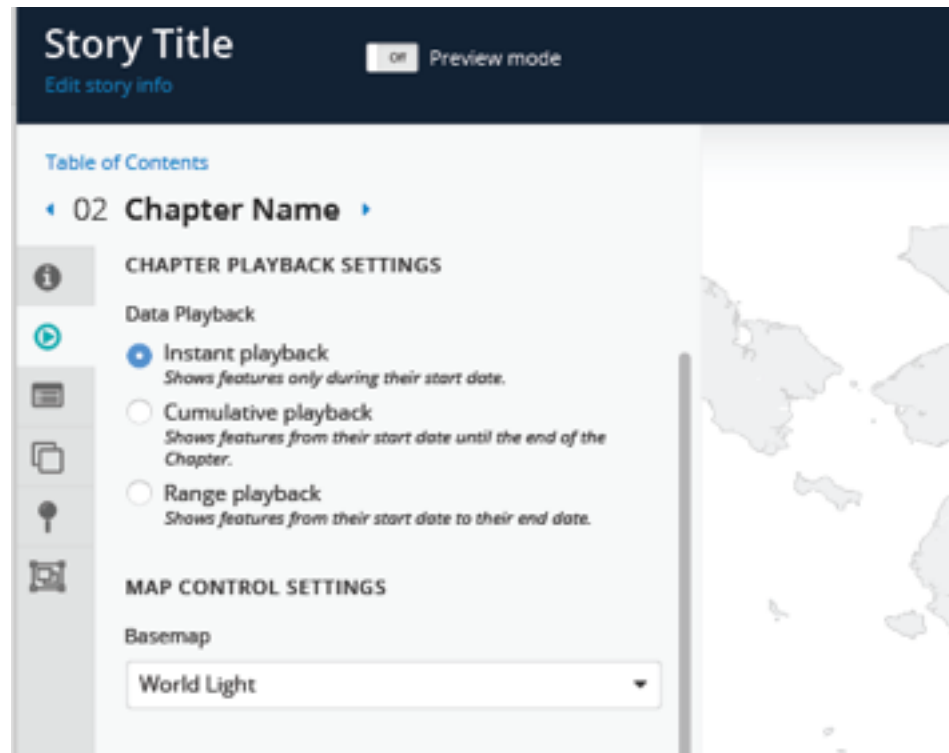 Story Title
Off Preview mode
Edit story info
Table of Contents
02 Chapter Name
CHAPTER PLAYBACK SETTINGS
Data Playback
Instant playback
Shows features only during their start date.
Cumulative playback
Shows features from their start date until the end of the
Chapter.
Range playback
Shows features from their start date to their end date.
MAP CONTROL SETTINGS
Basemap
World Light